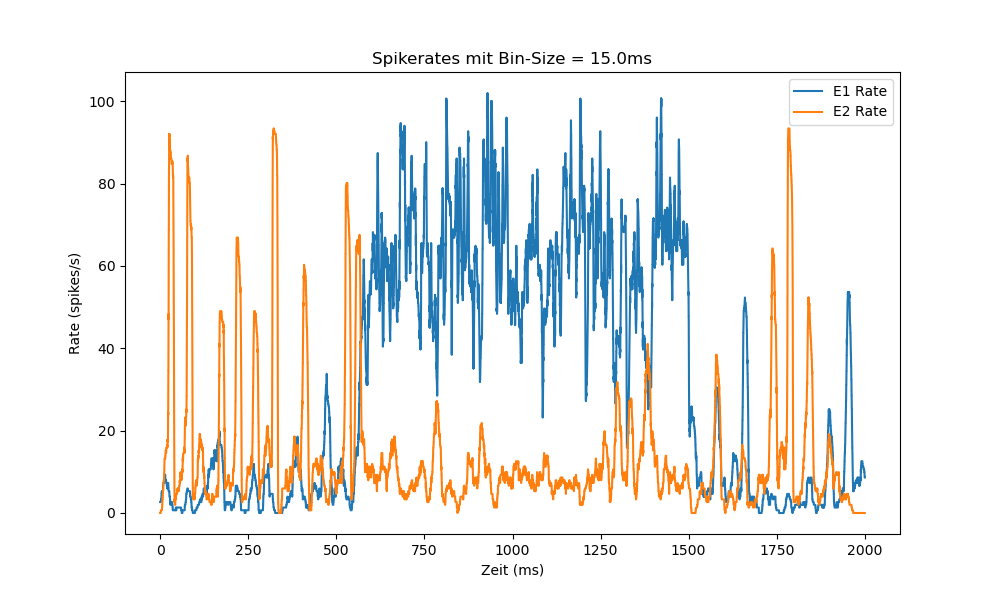 Spikerates mit Bin-Size = 15.0ms
E1 Rate
E2 Rate
Rate (spikes/s)
100
80
60
40
20
0
0 250 500 750 1000 1250 1500 1750 2000
Zeit (ms)